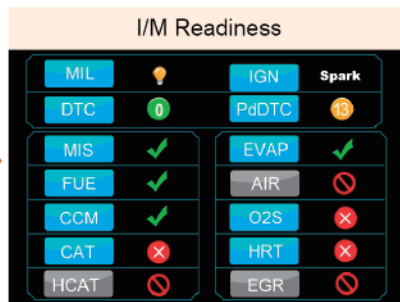 I/M Readiness
MIL IGN Spark
DTC 0 PdDTC 13
MIS EVAP
FUE AIR
CCM O2S
CAT HRT
HCAT EGR